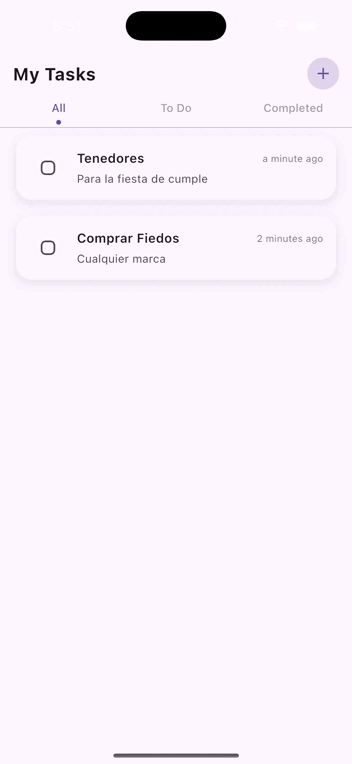 My Tasks
All
To Do
Completed
Tenedores
a minute ago
Para la fiesta de cumple
Comprar Fiedos
2 minutes ago
Cualquier marca